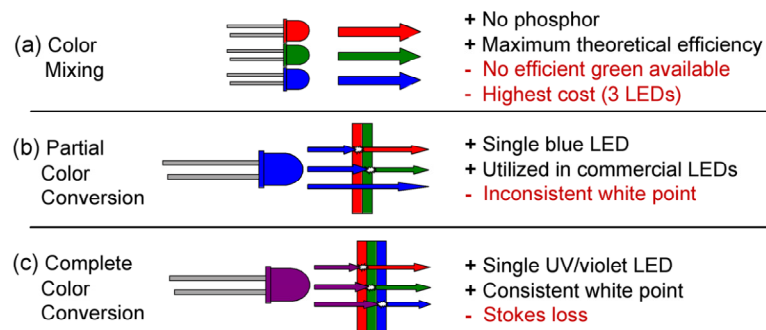 (a) Color
Mixing
+ No phosphor
+ Maximum theoretical efficiency
- No efficient green available
- Highest cost (3 LEDs)
(b) Partial
Color
Conversion
+ Single blue LED
+ Utilized in commercial LEDs
- Inconsistent white point
(c) Complete
Color
Conversion
+ Single UV/violet LED
+ Consistent white point
- Stokes loss